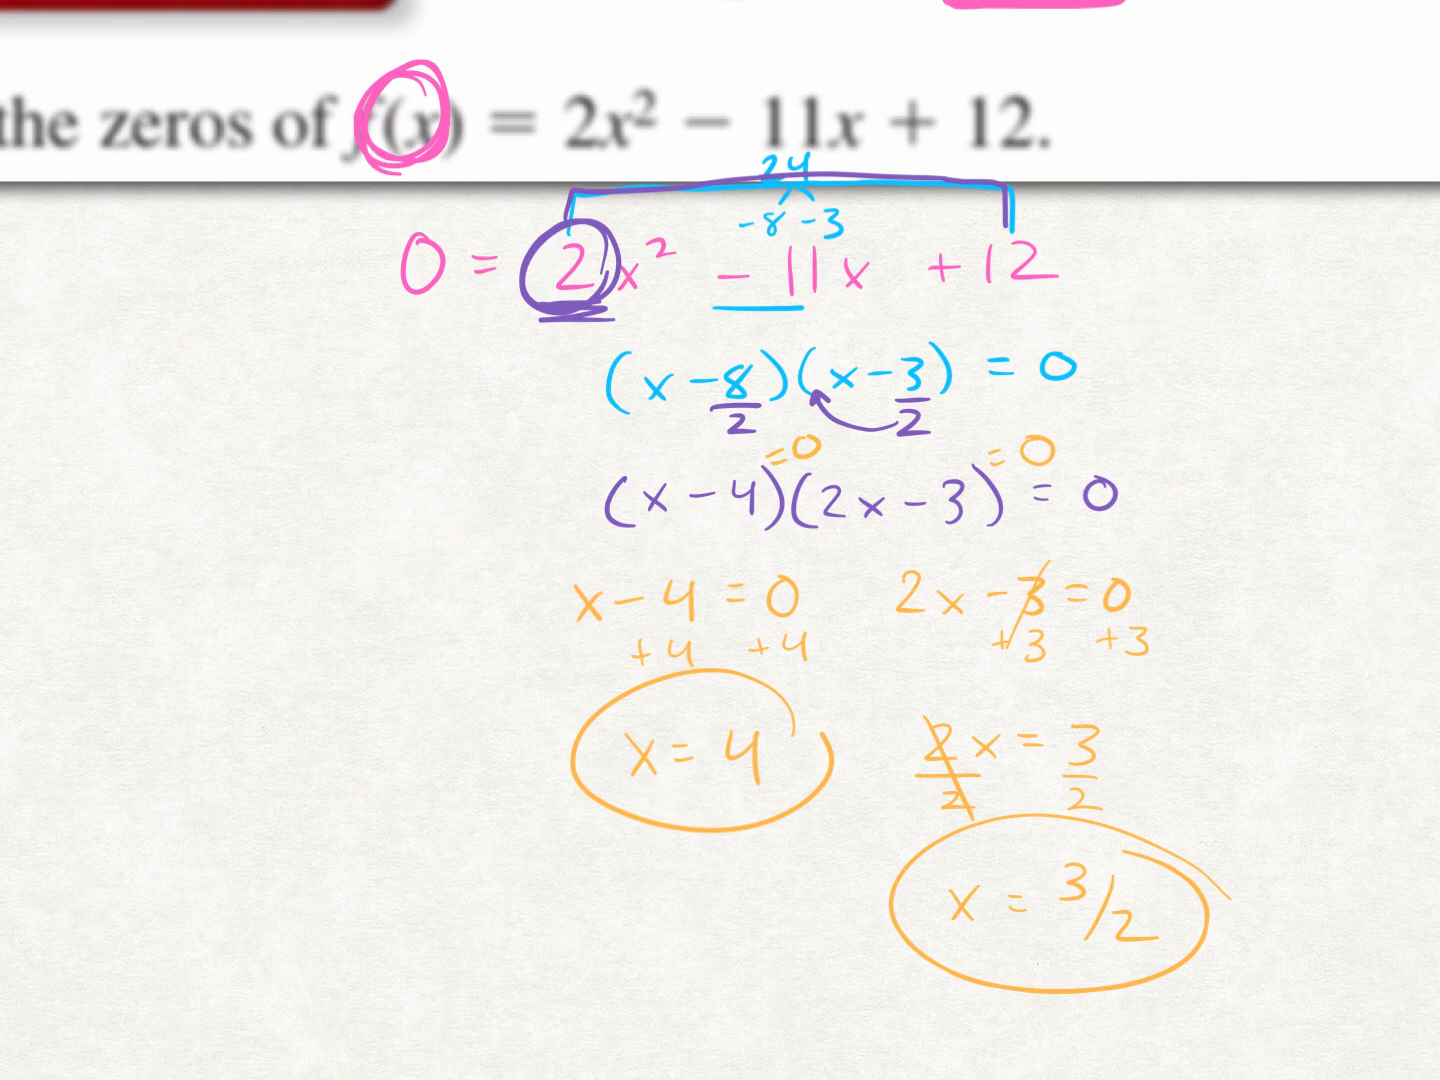 the zeros of f(x) = 2x² − 11x + 12.
24
-8 -3
0 = 2x² - 11x + 12
(x - 8)(x - 3) = 0
2 2
=0 =0
(x - 4)(2x - 3) = 0
x - 4 = 0 2x - 3 = 0
+4 +4 +3 +3
x = 4 2x = 3
2 2
x = 3/2